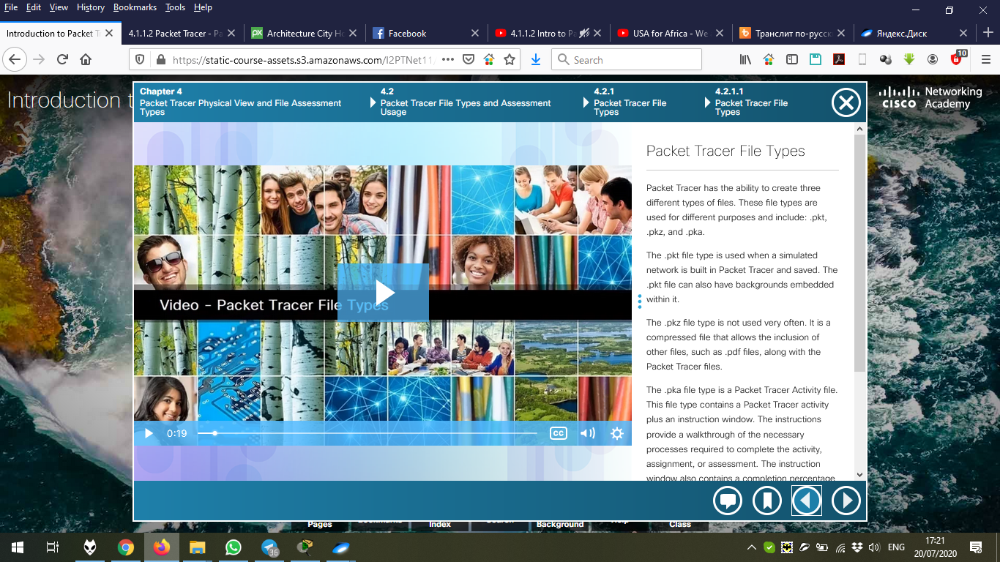 File Edit View History Bookmarks Tools Help
Introduction to Packet T
4.1.1.2 Packet Tracer - Pa
Architecture City Ho
Facebook
4.1.1.2 Intro to Pa
USA for Africa - We
Транслит по-русск
Яндекс.Диск
https://static-course-assets.s3.amazonaws.com/I2PTNet11/
Search
10
Introduction t
Chapter 4
Packet Tracer Physical View and File Assessment
Types
4.2
Packet Tracer File Types and Assessment
Usage
4.2.1
Packet Tracer File
Types
4.2.1.1
Packet Tracer File
Types
Networking
CISCO Academy
Video - Packet Tracer File Types
0:19
CC
Packet Tracer File Types
Packet Tracer has the ability to create three
different types of files. These file types are
used for different purposes and include: .pkt,
.pkz, and .pka.
The .pkt file type is used when a simulated
network is built in Packet Tracer and saved. The
.pkt file can also have backgrounds embedded
within it.
The .pkz file type is not used very often. It is a
compressed file that allows the inclusion of
other files, such as .pdf files, along with the
Packet Tracer files.
The .pka file type is a Packet Tracer Activity file.
This file type contains a Packet Tracer activity
plus an instruction window. The instructions
provide a walkthrough of the necessary
processes required to complete the activity,
assignment, or assessment. The instruction
window also contains a completion percentage
Pages
Bookmarks
Index
Search
Background
Help
Class
36
ENG
17:21
20/07/2020